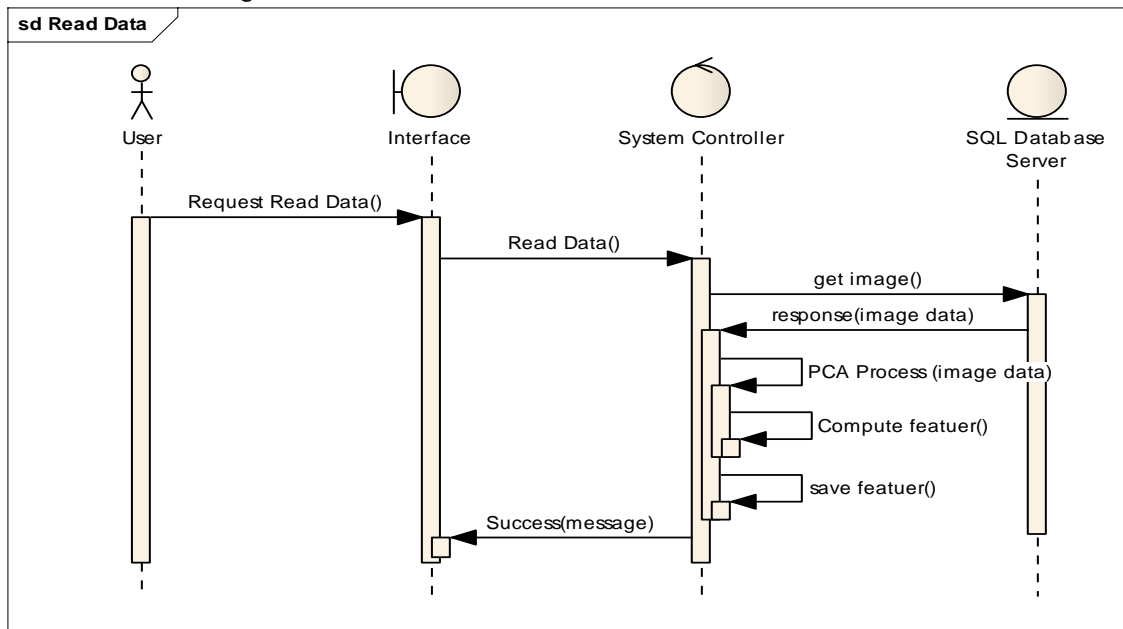 sd Read Data
User
Interface
System Controller
SQL Database
Server
Request Read Data()
Read Data()
get image()
response(image data)
PCA Process (image data)
Compute featuer()
save featuer()
Success(message)